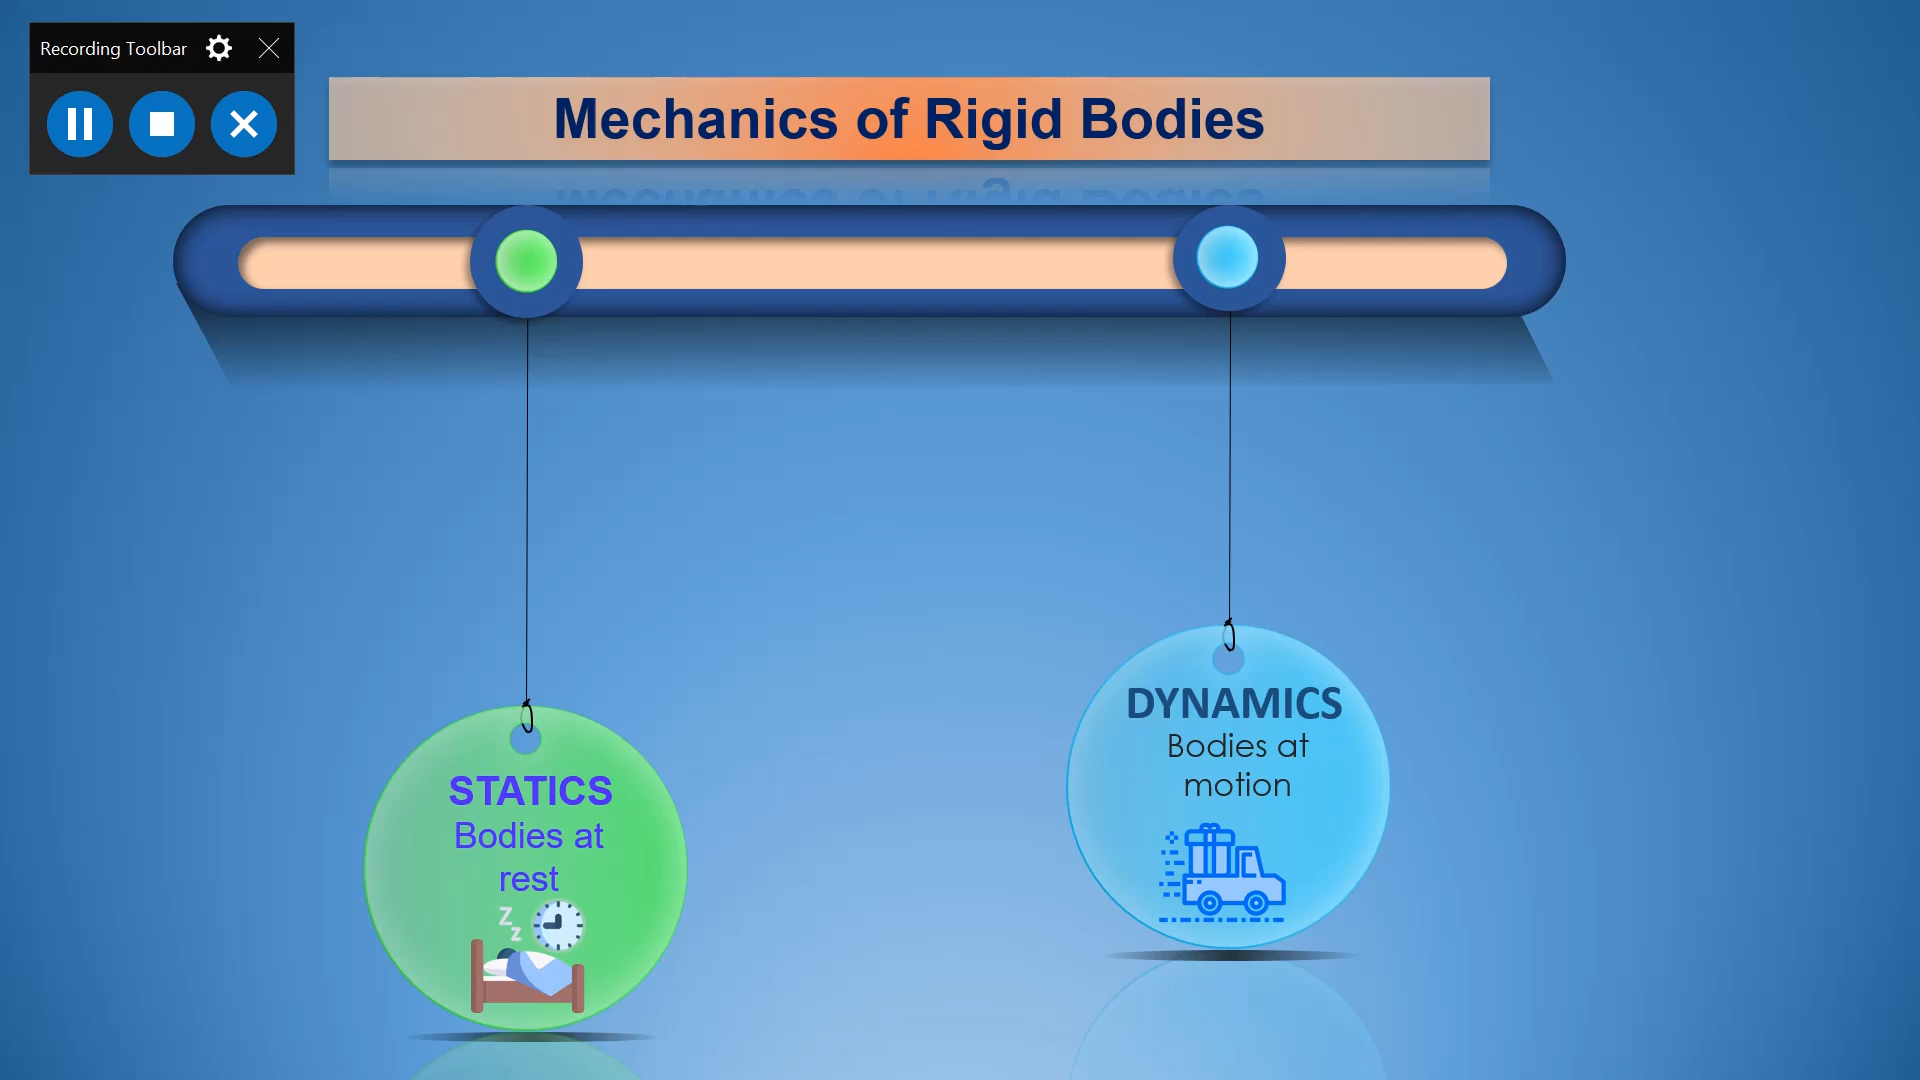 Recording Toolbar
Mechanics of Rigid Bodies
STATICS
Bodies at
rest
Z
z
DYNAMICS
Bodies at
motion